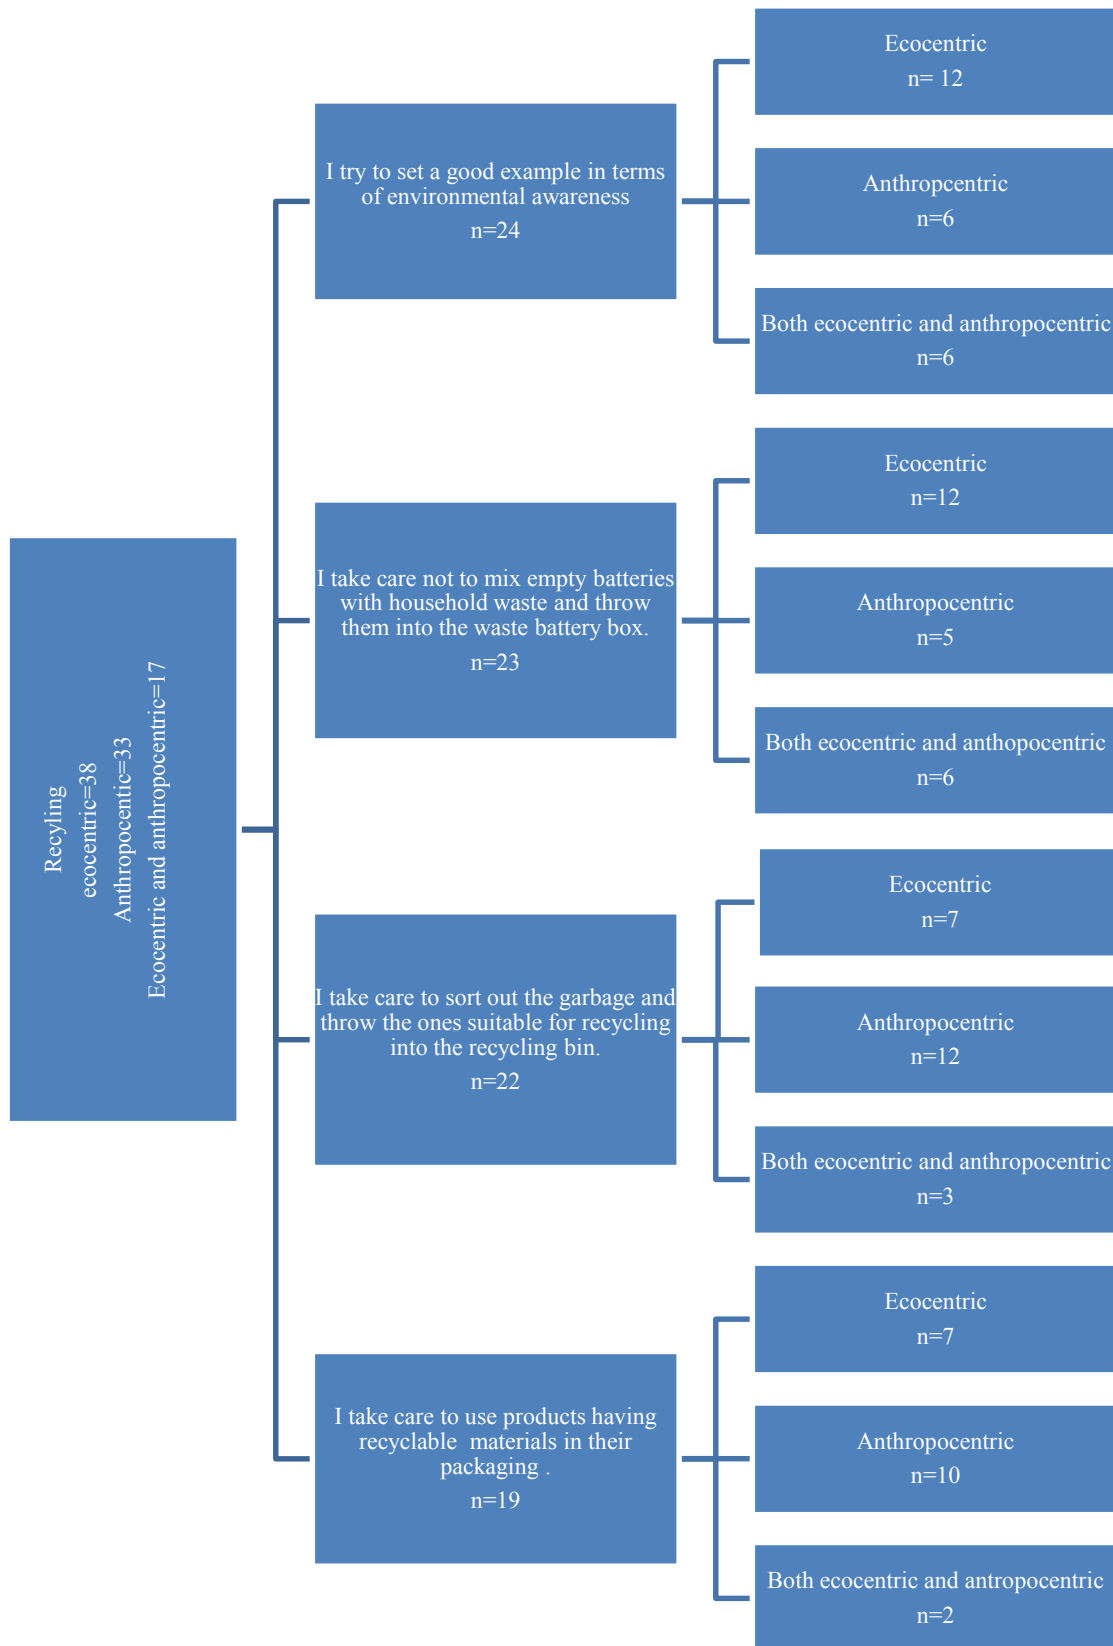 Recyling
ecocentric=38
Anthropocentic=33
Ecocentric and anthropocentric=17
I try to set a good example in terms
of environmental awareness
n=24
Ecocentric
n= 12
Anthropcentric
n=6
Both ecocentric and anthropocentric
n=6
I take care not to mix empty batteries
with household waste and throw
them into the waste battery box.
n=23
Ecocentric
n=12
Anthropocentric
n=5
Both ecocentric and anthopocentric
n=6
I take care to sort out the garbage and
throw the ones suitable for recycling
into the recycling bin.
n=22
Ecocentric
n=7
Anthropocentric
n=12
Both ecocentric and anthropocentric
n=3
I take care to use products having
recyclable  materials in their
packaging .
n=19
Ecocentric
n=7
Anthropocentric
n=10
Both ecocentric and antropocentric
n=2